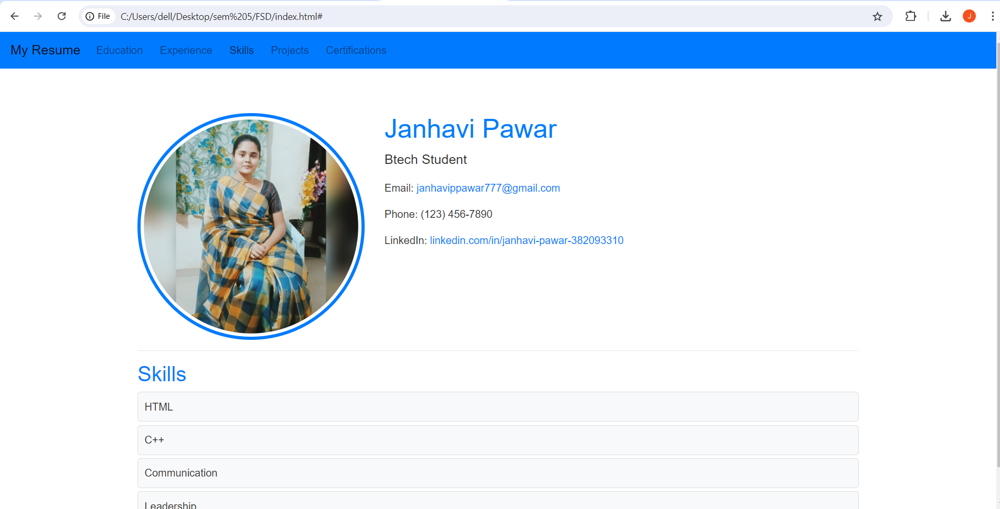 File C:/Users/dell/Desktop/sem%205/FSD/index.html# J
My Resume Education Experience Skills Projects Certifications
Janhavi Pawar
Btech Student
Email: janhavippawar777@gmail.com
Phone: (123) 456-7890
LinkedIn: linkedin.com/in/janhavi-pawar-382093310
Skills
HTML
C++
Communication
Leadership